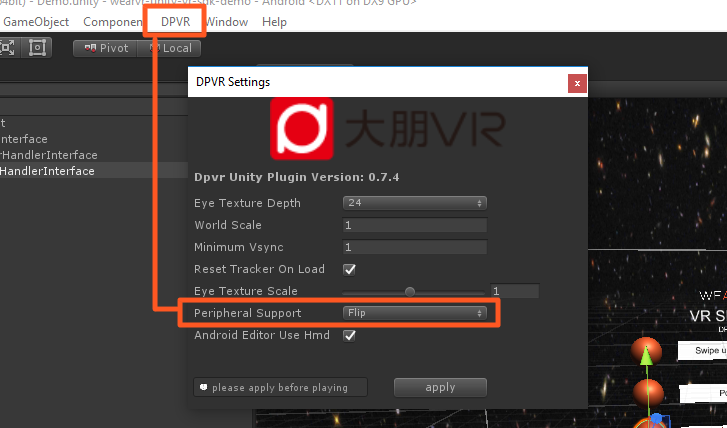 Demo.unity - wearvr-unity-vr-sdk-demo - Android <DX11 on DX9 GPU>
GameObject Componen DPVR Window Help
Pivot Local
DPVR Settings
x
大朋VR
t
nterface
rHandlerInterface
HandlerInterface
Dpvr Unity Plugin Version: 0.7.4
Eye Texture Depth 24
World Scale 1
Minimum Vsync 1
Reset Tracker On Load
Eye Texture Scale 1
Peripheral Support Flip
Android Editor Use Hmd
please apply before playing apply
WEA
VR S
Swipe u
Po